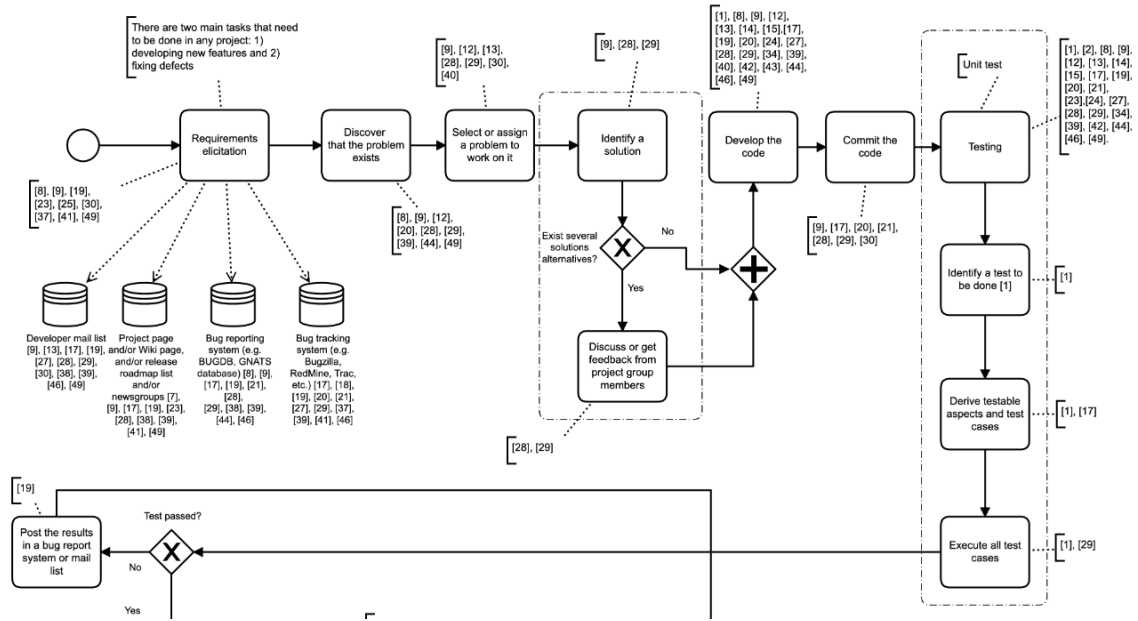 There are two main tasks that need
to be done in any project: 1)
developing new features and 2)
fixing defects
Requirements
elicitation
[8], [9], [19],
[23], [25], [30],
[37], [41], [49]
Developer mail list
[9], [13], [17], [19],
[27], [28], [29],
[30], [38], [39],
[46], [49]
Project page
and/or Wiki page,
and/or release
roadmap list
and/or
newsgroups [7],
[9], [17], [19], [23],
[28], [38], [39],
[41], [49]
Bug reporting
system (e.g.
BUGDB, GNATS
database) [8], [9],
[17], [19], [21],
[28]
[29], [38], [39],
[44], [46]
Bug tracking
system (e.g.
Bugzilla,
RedMine, Trac,
etc.) [17], [18],
[19], [20], [21],
[27], [29], [37],
[39], [41], [46]
Discover
that the problem
exists
[8], [9], [12],
[20], [28], [29],
[39], [44], [49]
[9], [12], [13],
[28], [29], [30],
[40]
Select or assign
a problem to
work on it
[9], [28], [29]
Identify a
solution
Exist several
solutions
alternatives?
No
Yes
Discuss or get
feedback from
project group
members
[28], [29]
[1], [8], [9], [12],
[13], [14], [15],[17],
[19], [20], [24], [27],
[28], [29], [34], [39],
[40], [42], [43], [44],
[46], [49]
Develop the
code
Commit the
code
[9], [17], [20], [21],
[28], [29], [30]
Unit test
[1], [2], [8], [9],
[12], [13], [14],
[15], [17], [19],
[20], [21],
[23],[24], [27],
[28], [29], [34],
[39], [42], [44],
[46], [49].
Testing
Identify a test to
be done [1]
[1]
Derive testable
aspects and test
cases
[1], [17]
Execute all test
cases
[1], [29]
Test passed?
No
Yes
[19]
Post the results
in a bug report
system or mail
list